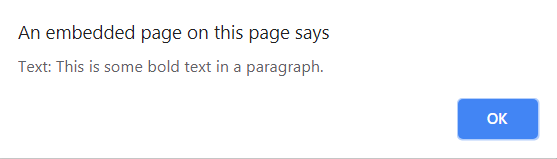 An embedded page on this page says
Text: This is some bold text in a paragraph.
OK